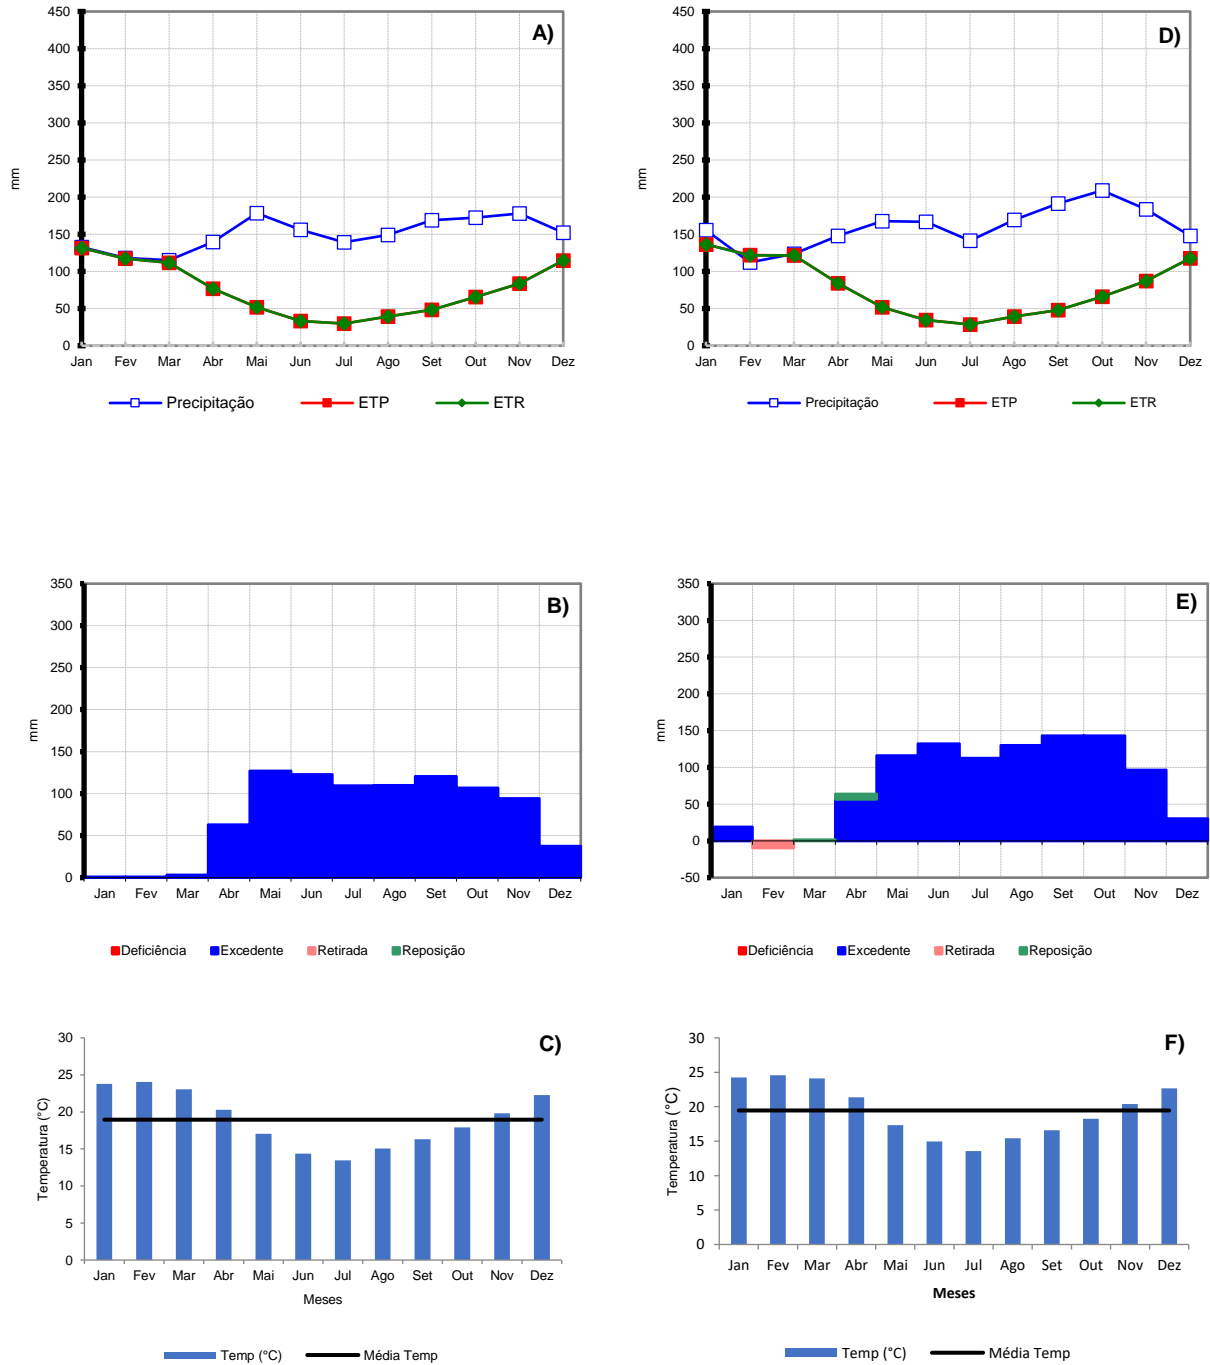 A)
450
400
350
300
250
200
150
100
50
0
mm
Jan Fev Mar Abr Mai Jun Jul Ago Set Out Nov Dez
Precipitação ETP ETR
D)
450
400
350
300
250
200
150
100
50
0
mm
Jan Fev Mar Abr Mai Jun Jul Ago Set Out Nov Dez
Precipitação ETP ETR
B)
350
300
250
200
150
100
50
0
mm
Jan Fev Mar Abr Mai Jun Jul Ago Set Out Nov Dez
Deficiência Excedente Retirada Reposição
E)
350
300
250
200
150
100
50
0
-50
mm
Jan Fev Mar Abr Mai Jun Jul Ago Set Out Nov Dez
Deficiência Excedente Retirada Reposição
C)
30
25
20
15
10
5
0
Temperatura (°C)
Jan Fev Mar Abr Mai Jun Jul Ago Set Out Nov Dez
Meses
Temp (°C) Média Temp
F)
30
25
20
15
10
5
0
Temperatura (°C)
Jan Fev Mar Abr Mai Jun Jul Ago Set Out Nov Dez
Meses
Temp (°C) Média Temp